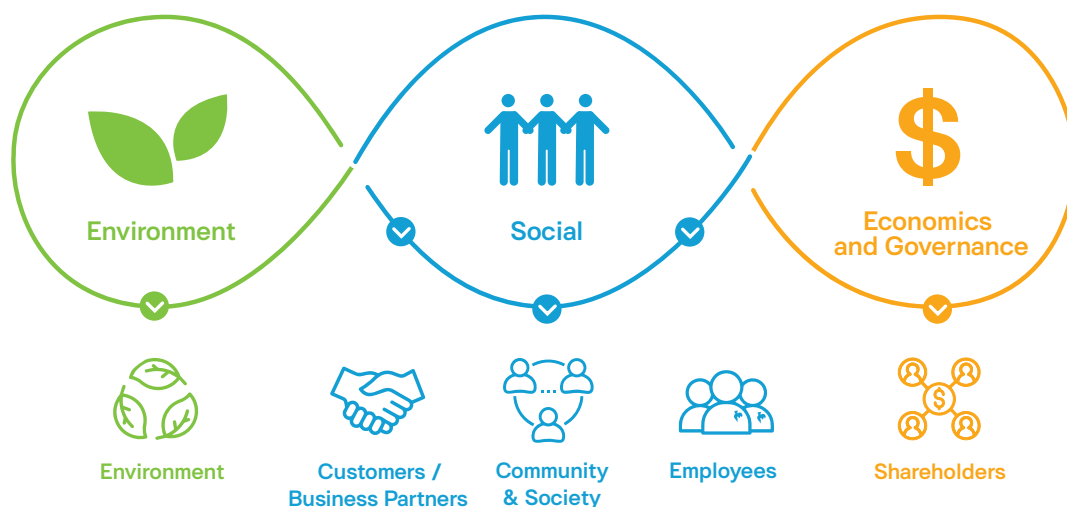 Environment
Social
Economics
and Governance
Environment
Customers /
Business Partners
Community
& Society
Employees
Shareholders